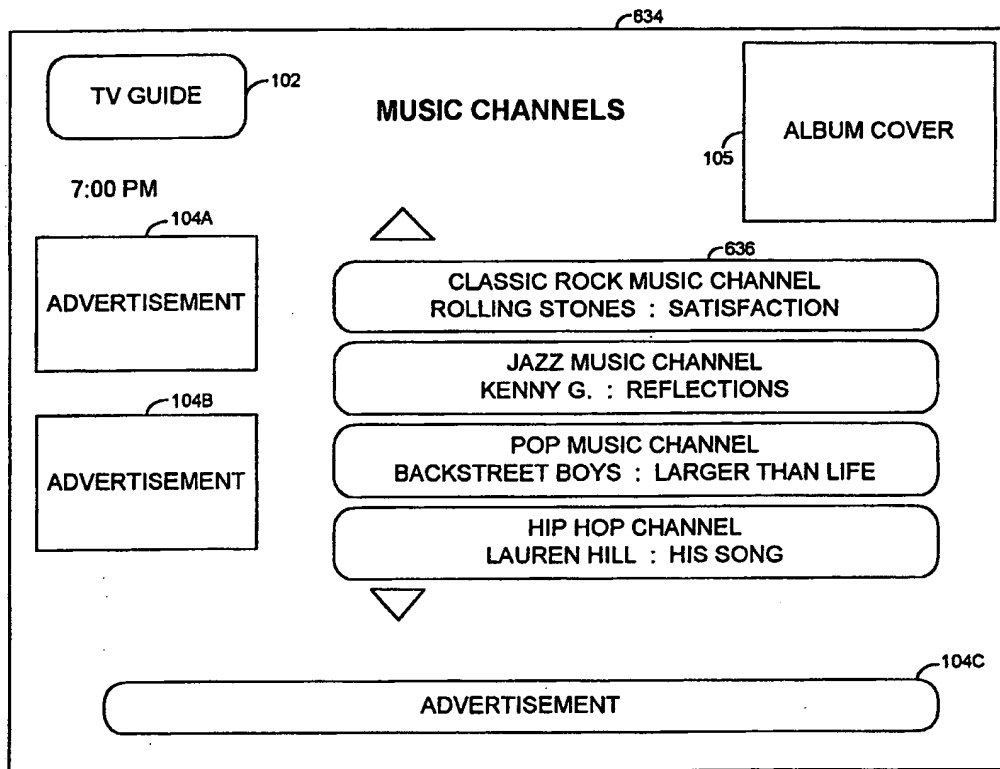 634
TV GUIDE
102
MUSIC CHANNELS
105
ALBUM COVER
7:00 PM
104A
ADVERTISEMENT
636
CLASSIC ROCK MUSIC CHANNEL
ROLLING STONES : SATISFACTION
JAZZ MUSIC CHANNEL
KENNY G. : REFLECTIONS
104B
ADVERTISEMENT
POP MUSIC CHANNEL
BACKSTREET BOYS : LARGER THAN LIFE
HIP HOP CHANNEL
LAUREN HILL : HIS SONG
104C
ADVERTISEMENT